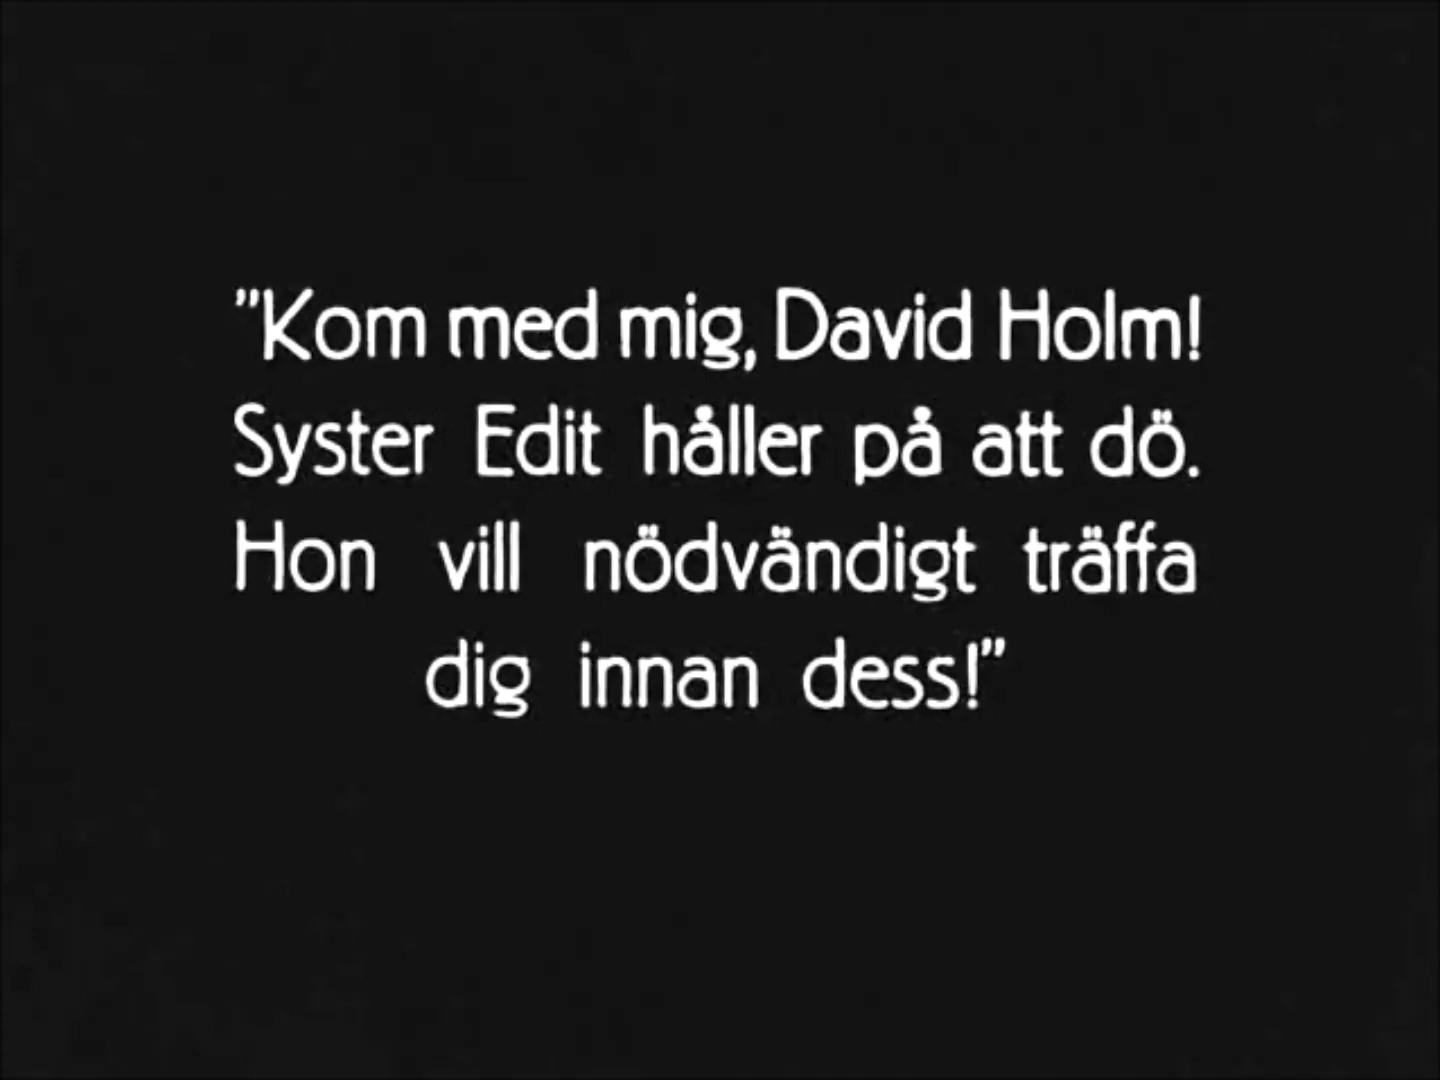 "Kom med mig, David Holm!
Syster Edit håller på att dö.
Hon vill nödvändigt träffa
dig innan dess!"